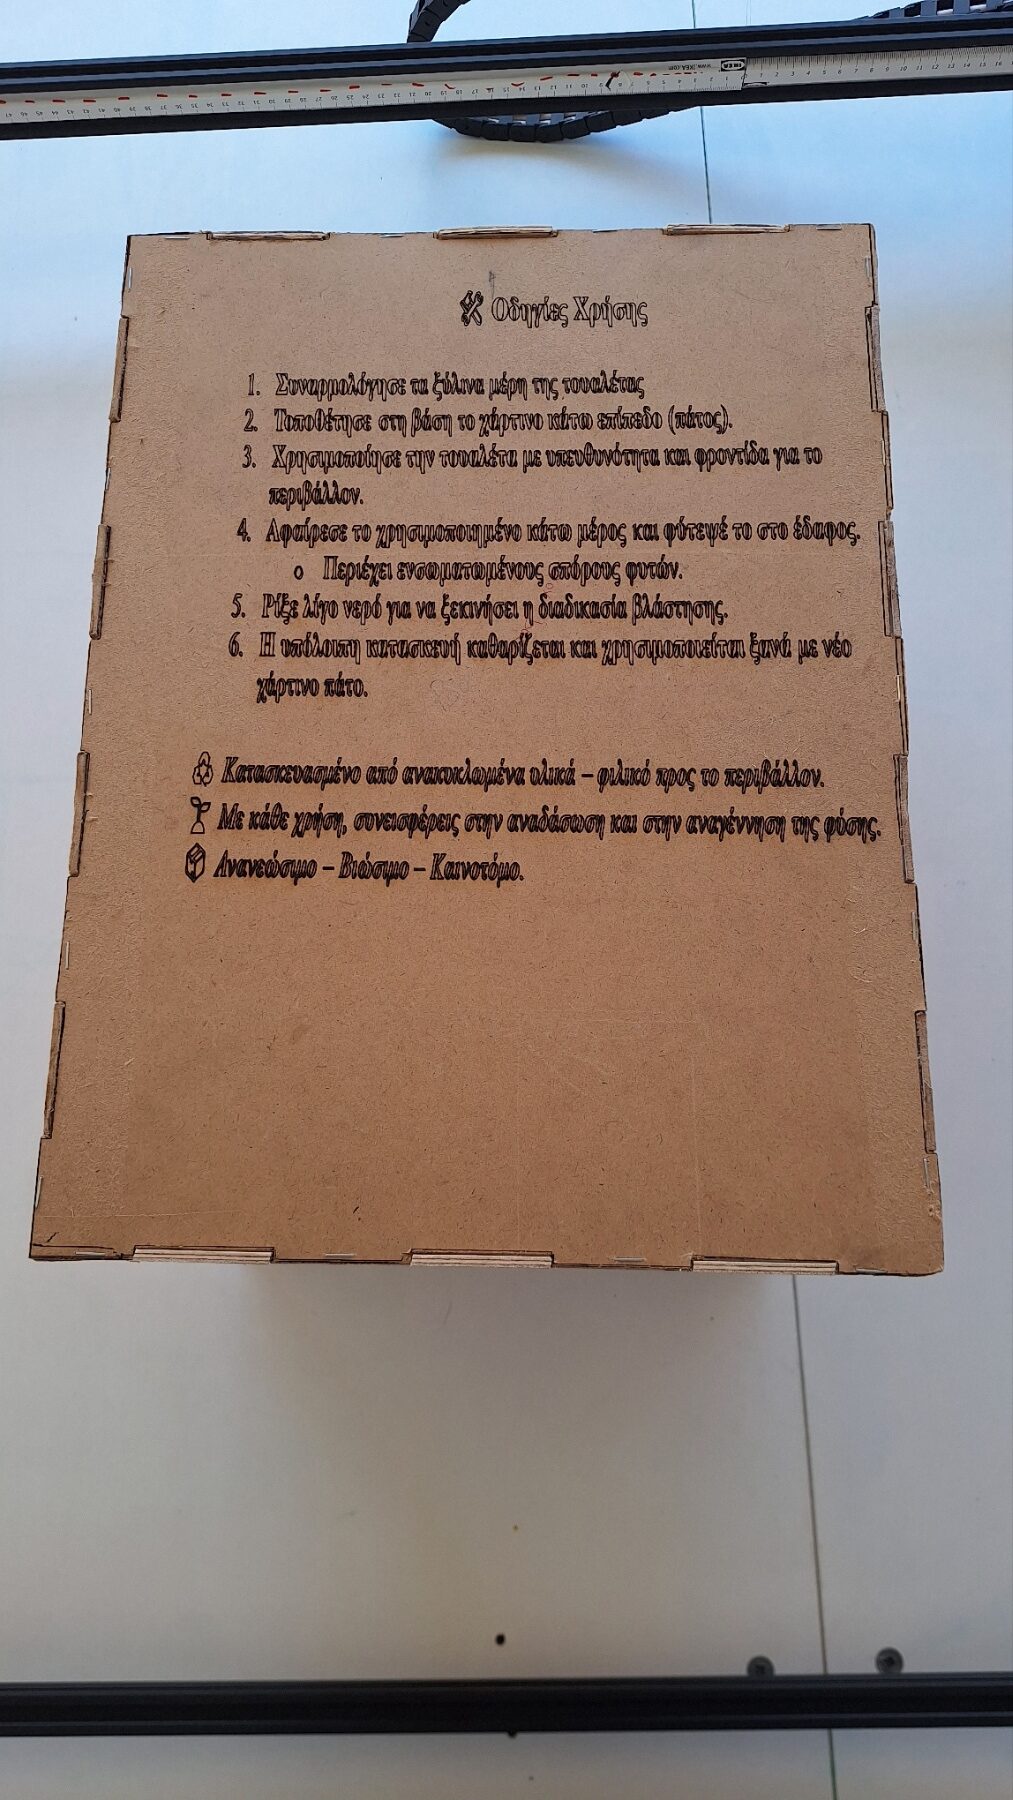 IKEA
www.IKEA.com
🛠 Οδηγίες Χρήσης
1. Συναρμολόγησε τα ξύλινα μέρη της τουαλέτας
2. Τοποθέτησε στη βάση το χάρτινο κάτω επίπεδο (πάτος).
3. Χρησιμοποίησε την τουαλέτα με υπευθυνότητα και φροντίδα για το
περιβάλλον.
4. Αφαίρεσε το χρησιμοποιημένο κάτω μέρος και φύτεψέ το στο έδαφος.
o Περιέχει ενσωματωμένους σπόρους φυτών.
5. Ρίξε λίγο νερό για να ξεκινήσει η διαδικασία βλάστησης.
6. Η υπόλοιπη κατασκευή καθαρίζεται και χρησιμοποιείται ξανά με νέο
χάρτινο πάτο.
Κατασκευασμένο από ανακυκλωμένα υλικά – φιλικό προς το περιβάλλον.
Με κάθε χρήση, συνεισφέρεις στην αναδάσωση και στην αναγέννηση της φύσης.
Ανανεώσιμο – Βιώσιμο – Καινοτόμο.